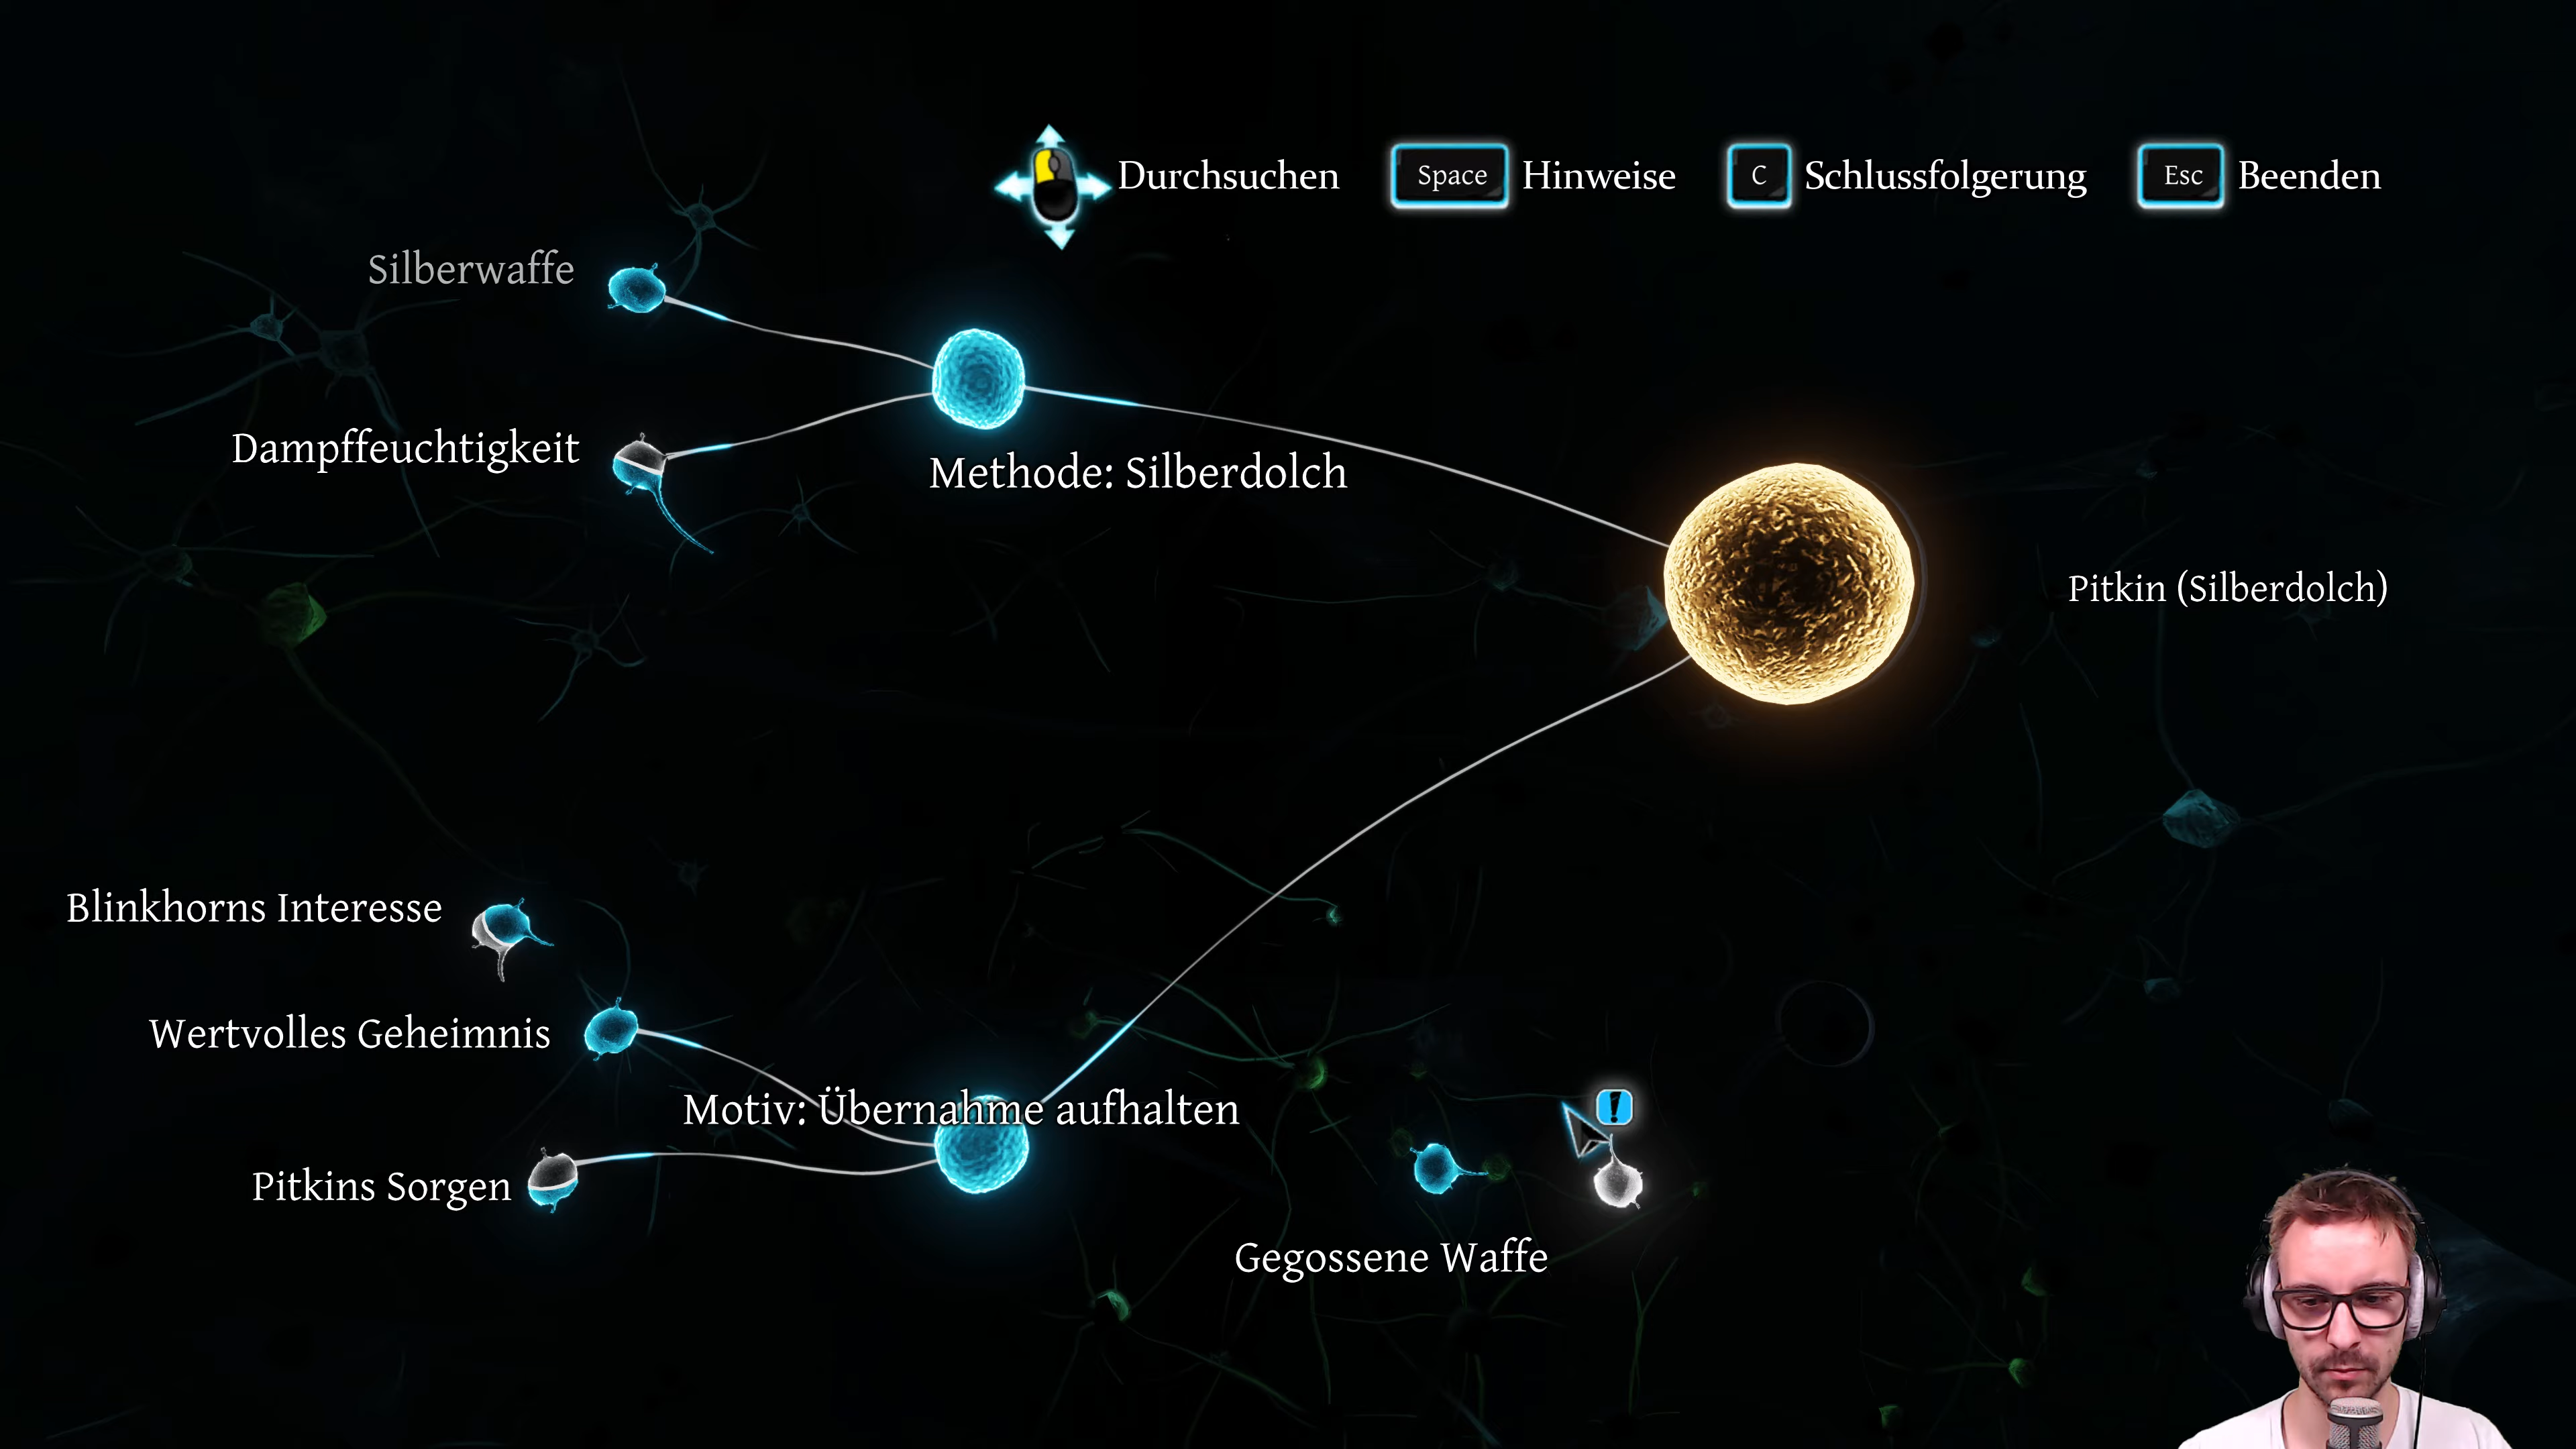 Durchsuchen
Space Hinweise
C Schlussfolgerung
Esc Beenden
Silberwaffe
Dampffeuchtigkeit
Methode: Silberdolch
Pitkin (Silberdolch)
Blinkhorns Interesse
Wertvolles Geheimnis
Motiv: Übernahme aufhalten
!
Pitkins Sorgen
Gegossene Waffe